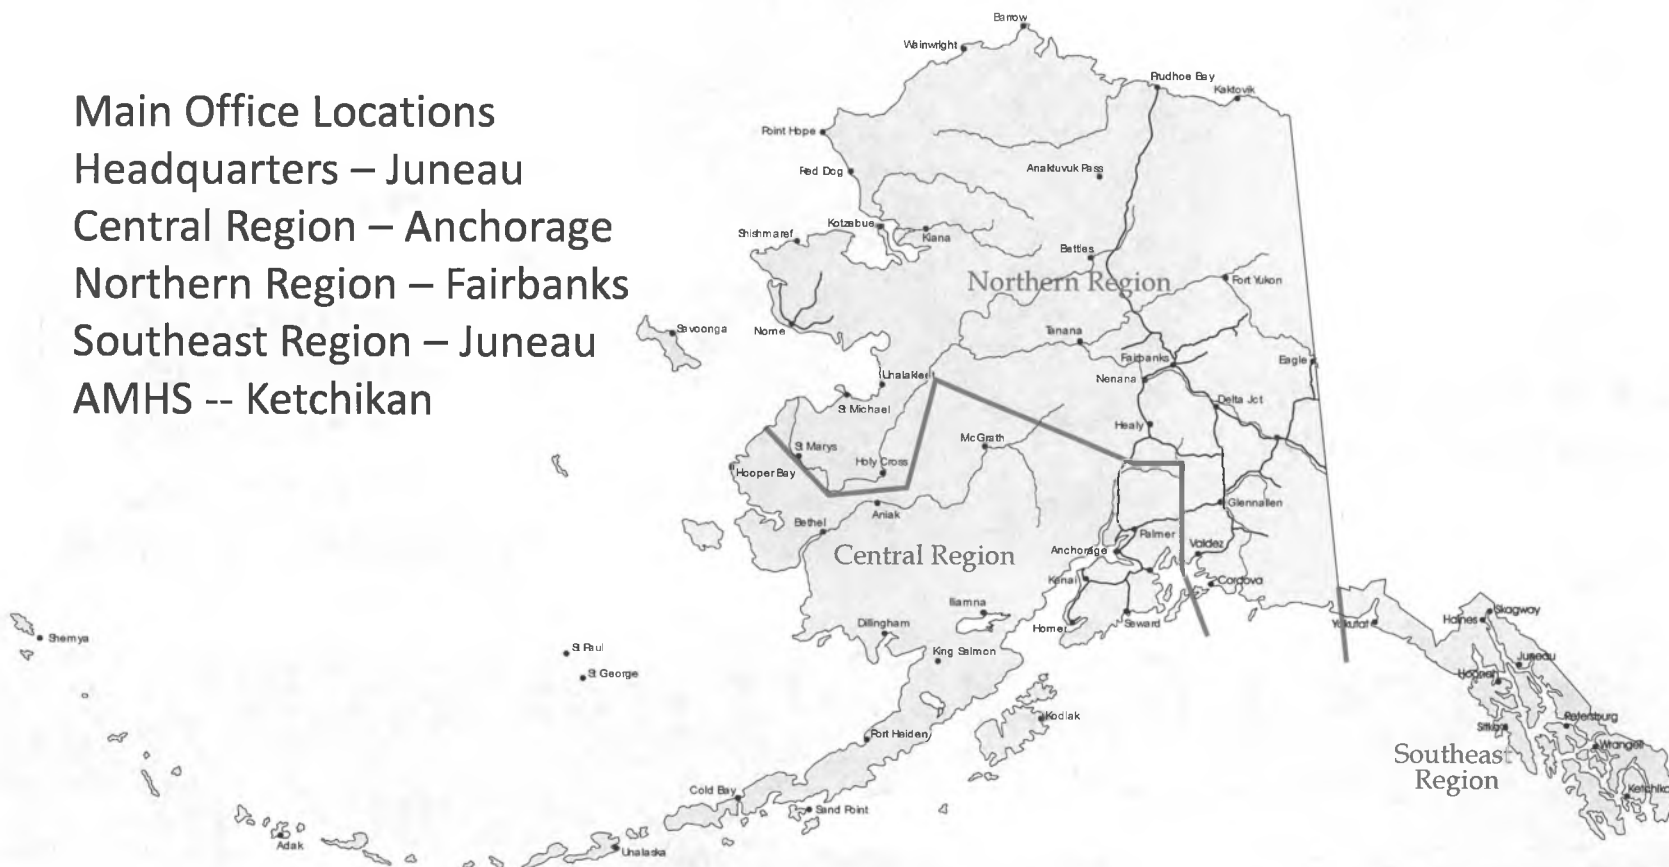 Main Office Locations
Headquarters – Juneau
Central Region – Anchorage
Northern Region – Fairbanks
Southeast Region – Juneau
AMHS -- Ketchikan
Barrow
Wainwright
Prudhoe Bay
Kaktovik
Point Hope
Red Dog
Anaktuvuk Pass
Kotzebue
Kiana
Shishmaref
Bettles
Northern Region
Fort Yukon
Savoonga
Nome
Tanana
Fairbanks
Eagle
Unalakleet
Nenana
St Michael
Delta Jct
Healy
McGrath
St Marys
Holy Cross
Hooper Bay
Glennallen
Aniak
Bethel
Palmer
Valdez
Anchorage
Central Region
Kenai
Cordova
Iliamna
Dillingham
Homer
Seward
Yakutat
Haines
Skagway
Shemya
St Paul
King Salmon
Juneau
St George
Hoonah
Kodiak
Sitka
Petersburg
Port Heiden
Wrangell
Southeast
Region
Cold Bay
Sand Point
Ketchika
Adak
Unalaska